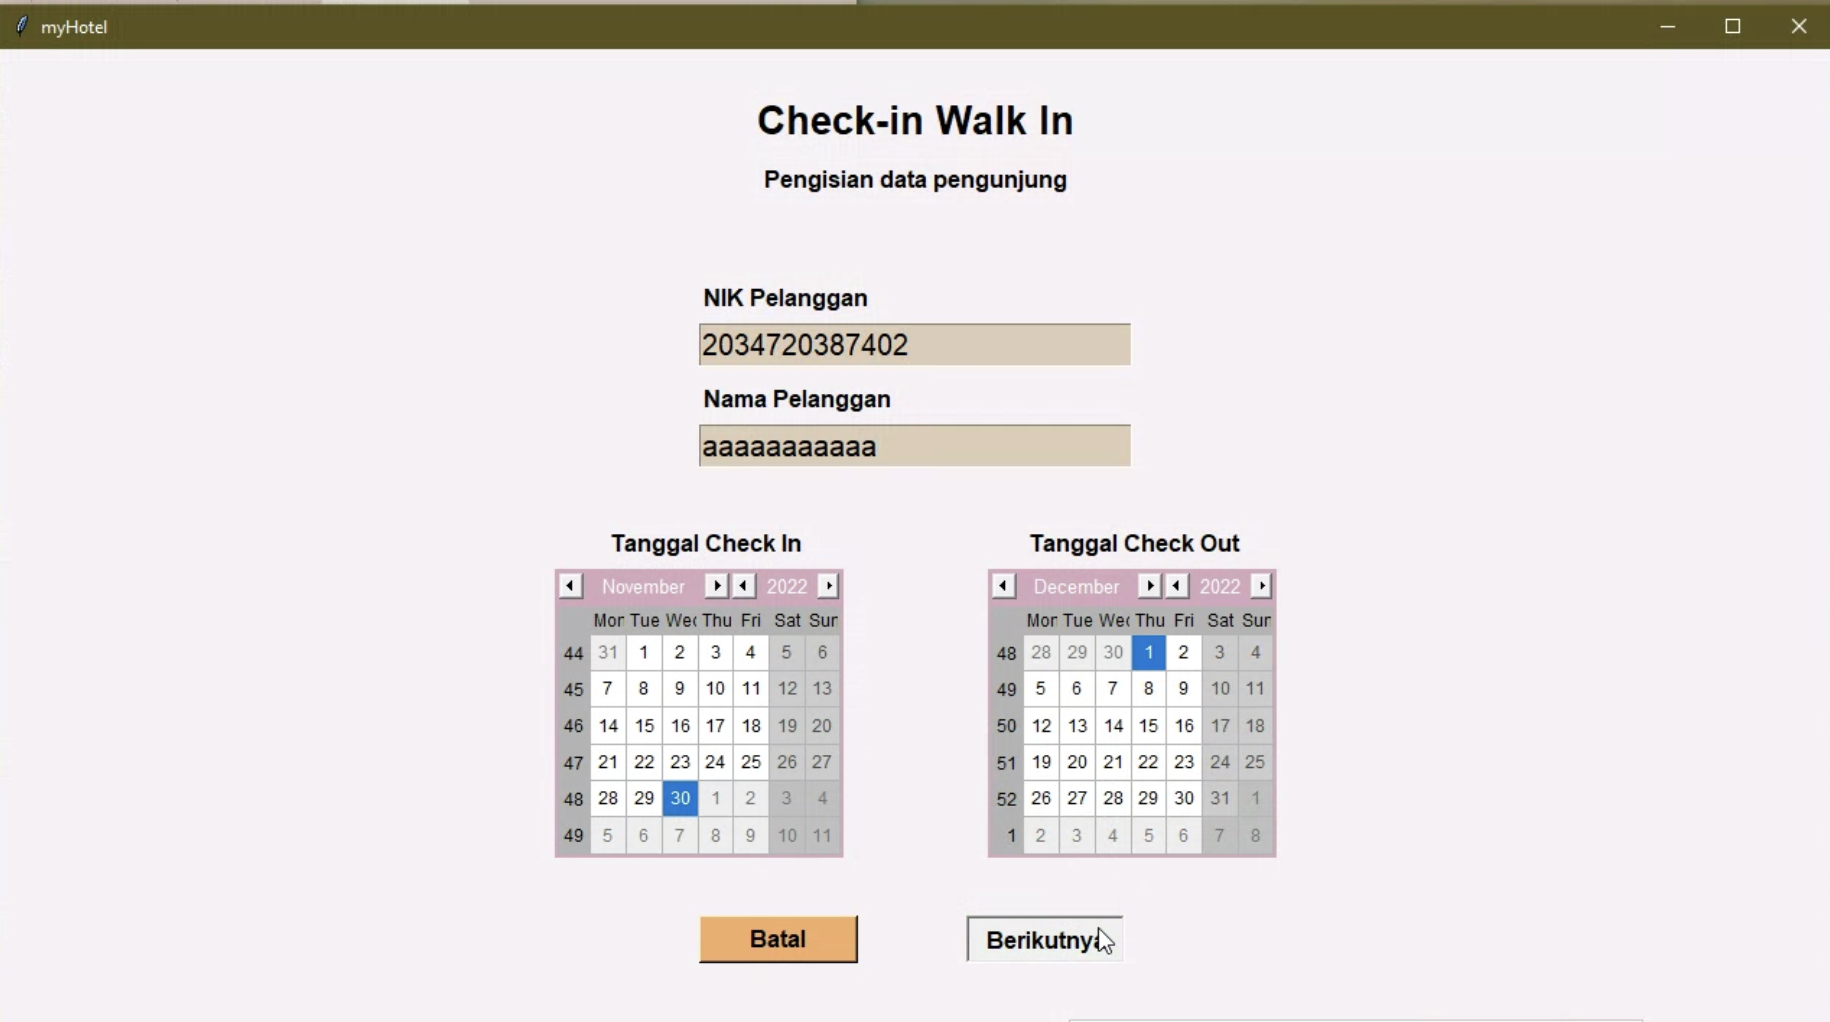 myHotel
Check-in Walk In
Pengisian data pengunjung
NIK Pelanggan
2034720387402
Nama Pelanggan
aaaaaaaaaaa
Tanggal Check In
November 2022
Mon Tue Wed Thu Fri Sat Sun
44 31 1 2 3 4 5 6
45 7 8 9 10 11 12 13
46 14 15 16 17 18 19 20
47 21 22 23 24 25 26 27
48 28 29 30 1 2 3 4
49 5 6 7 8 9 10 11
Tanggal Check Out
December 2022
Mon Tue Wed Thu Fri Sat Sun
48 28 29 30 1 2 3 4
49 5 6 7 8 9 10 11
50 12 13 14 15 16 17 18
51 19 20 21 22 23 24 25
52 26 27 28 29 30 31 1
1 2 3 4 5 6 7 8
Batal
Berikutnya